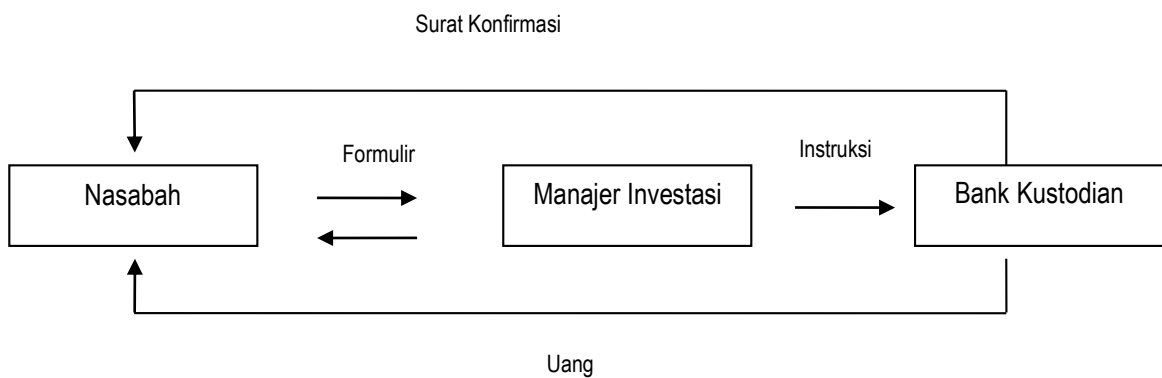 Surat Konfirmasi
Formulir
Instruksi
Nasabah
Manajer Investasi
Bank Kustodian
Uang